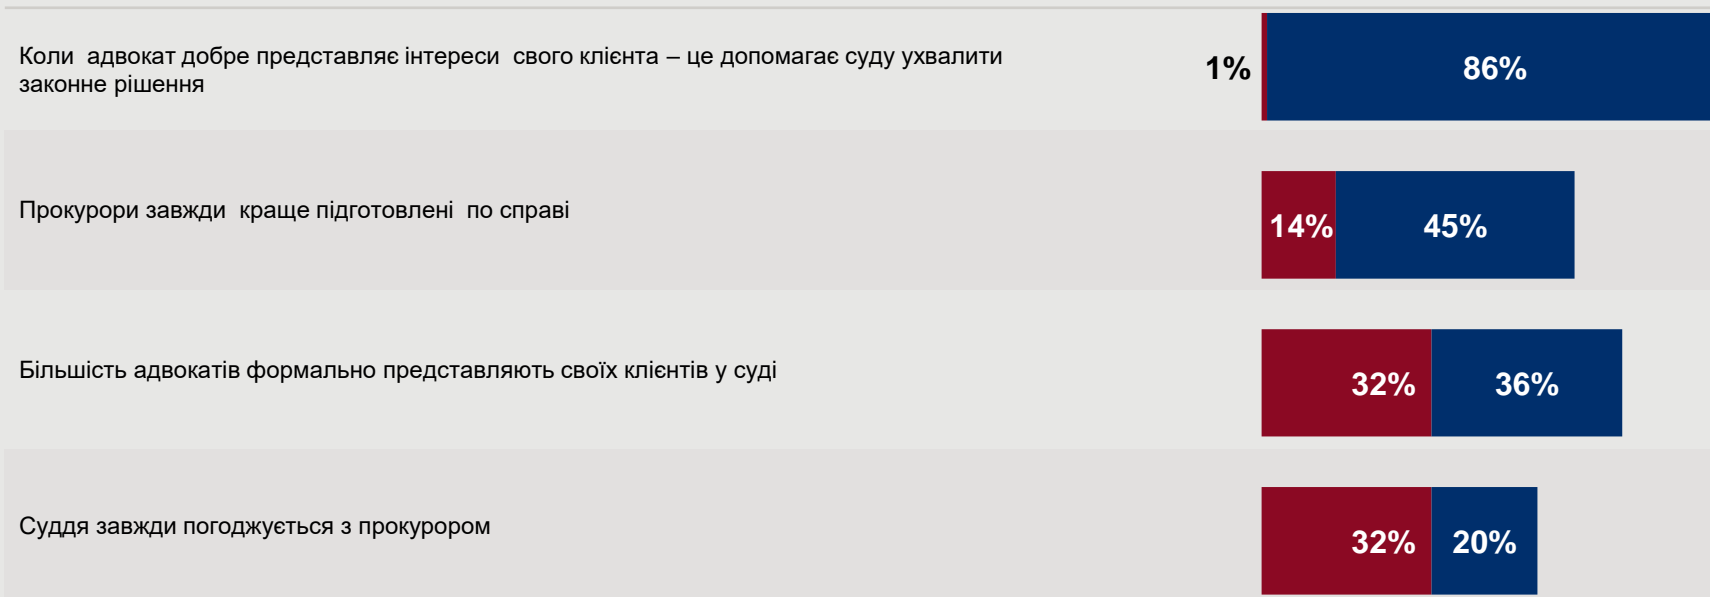 Коли адвокат добре представляє інтереси свого клієнта – це допомагає суду ухвалити
законне рішення
1% 86%
Прокурори завжди краще підготовлені по справі
14% 45%
Більшість адвокатів формально представляють своїх клієнтів у суді
32% 36%
Суддя завжди погоджується з прокурором
32% 20%